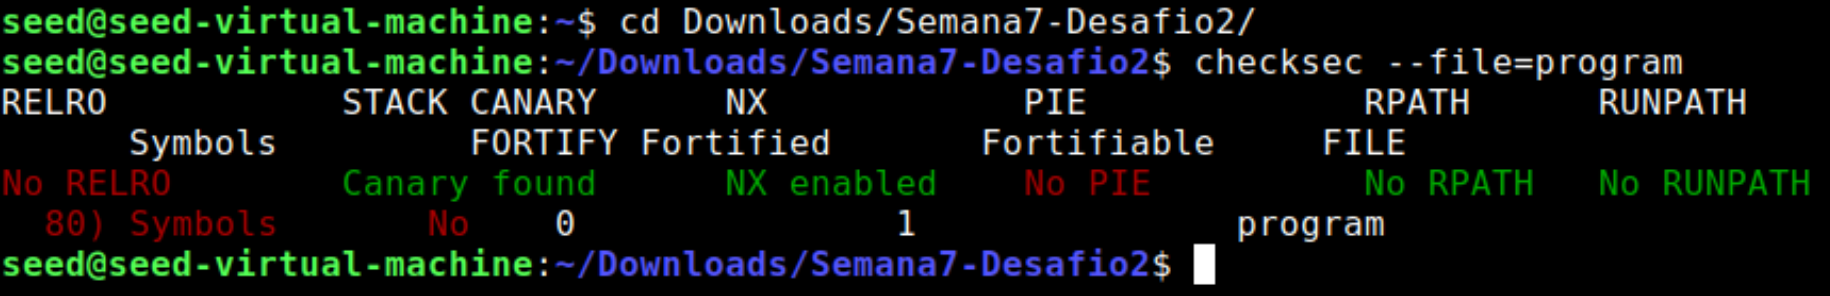 seed@seed-virtual-machine:~$ cd Downloads/Semana7-Desafio2/
seed@seed-virtual-machine:~/Downloads/Semana7-Desafio2$ checksec --file=program
RELRO STACK CANARY NX PIE RPATH RUNPATH
Symbols FORTIFY Fortified Fortifiable FILE
No RELRO Canary found NX enabled No PIE No RPATH No RUNPATH
80) Symbols No 0 1 program
seed@seed-virtual-machine:~/Downloads/Semana7-Desafio2$